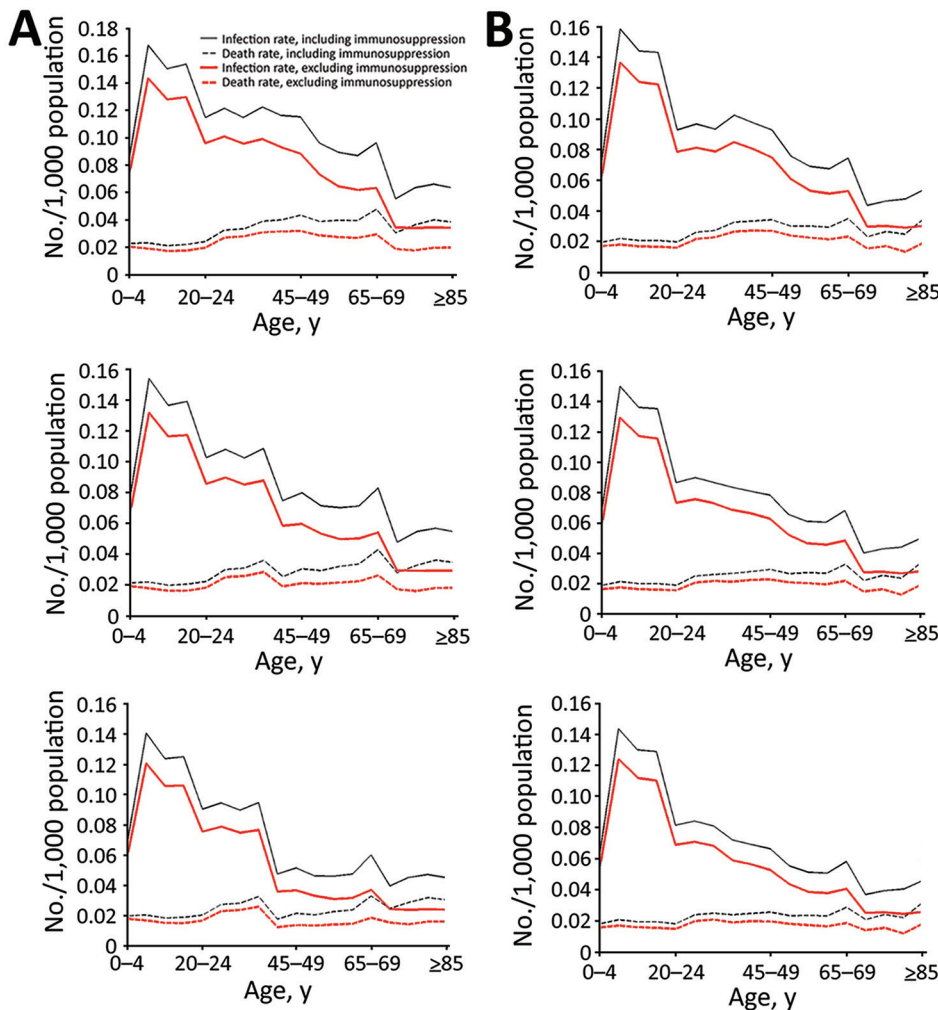 A
No./1,000 population
0.18
0.16
0.14
0.12
0.10
0.08
0.06
0.04
0.02
0
Infection rate, including immunosuppression
Death rate, including immunosuppression
Infection rate, excluding immunosuppression
Death rate, excluding immunosuppression
0–4 20–24 45–49 65–69 ≥85
Age, y
B
No./1,000 population
0.16
0.14
0.12
0.10
0.08
0.06
0.04
0.02
0
0–4 20–24 45–49 65–69 ≥85
Age, y
No./1,000 population
0.16
0.14
0.12
0.10
0.08
0.06
0.04
0.02
0
0–4 20–24 45–49 65–69 ≥85
Age, y
No./1,000 population
0.16
0.14
0.12
0.10
0.08
0.06
0.04
0.02
0
0–4 20–24 45–49 65–69 ≥85
Age, y
No./1,000 population
0.16
0.14
0.12
0.10
0.08
0.06
0.04
0.02
0
0–4 20–24 45–49 65–69 ≥85
Age, y
No./1,000 population
0.16
0.14
0.12
0.10
0.08
0.06
0.04
0.02
0
0–4 20–24 45–49 65–69 ≥85
Age, y